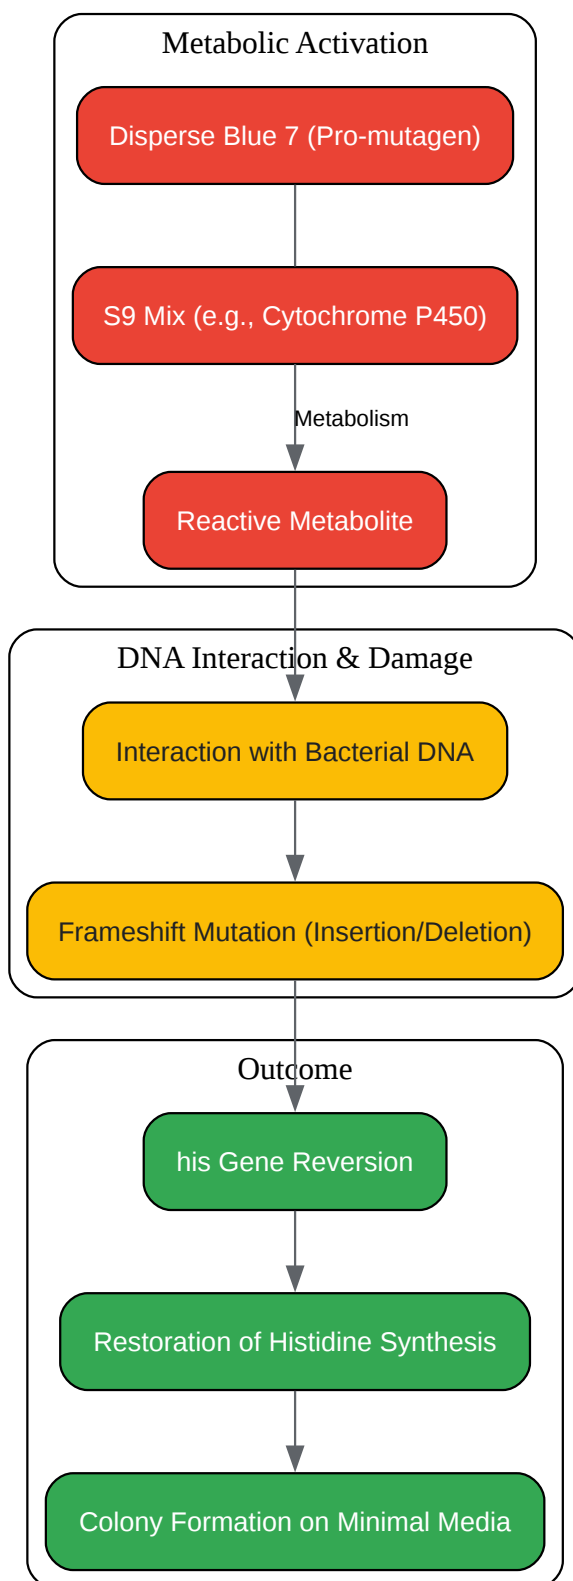 Metabolic Activation
Disperse Blue 7 (Pro-mutagen)
S9 Mix (e.g., Cytochrome P450)
Metabolism
Reactive Metabolite
DNA Interaction & Damage
Interaction with Bacterial DNA
Frameshift Mutation (Insertion/Deletion)
Outcome
his Gene Reversion
Restoration of Histidine Synthesis
Colony Formation on Minimal Media